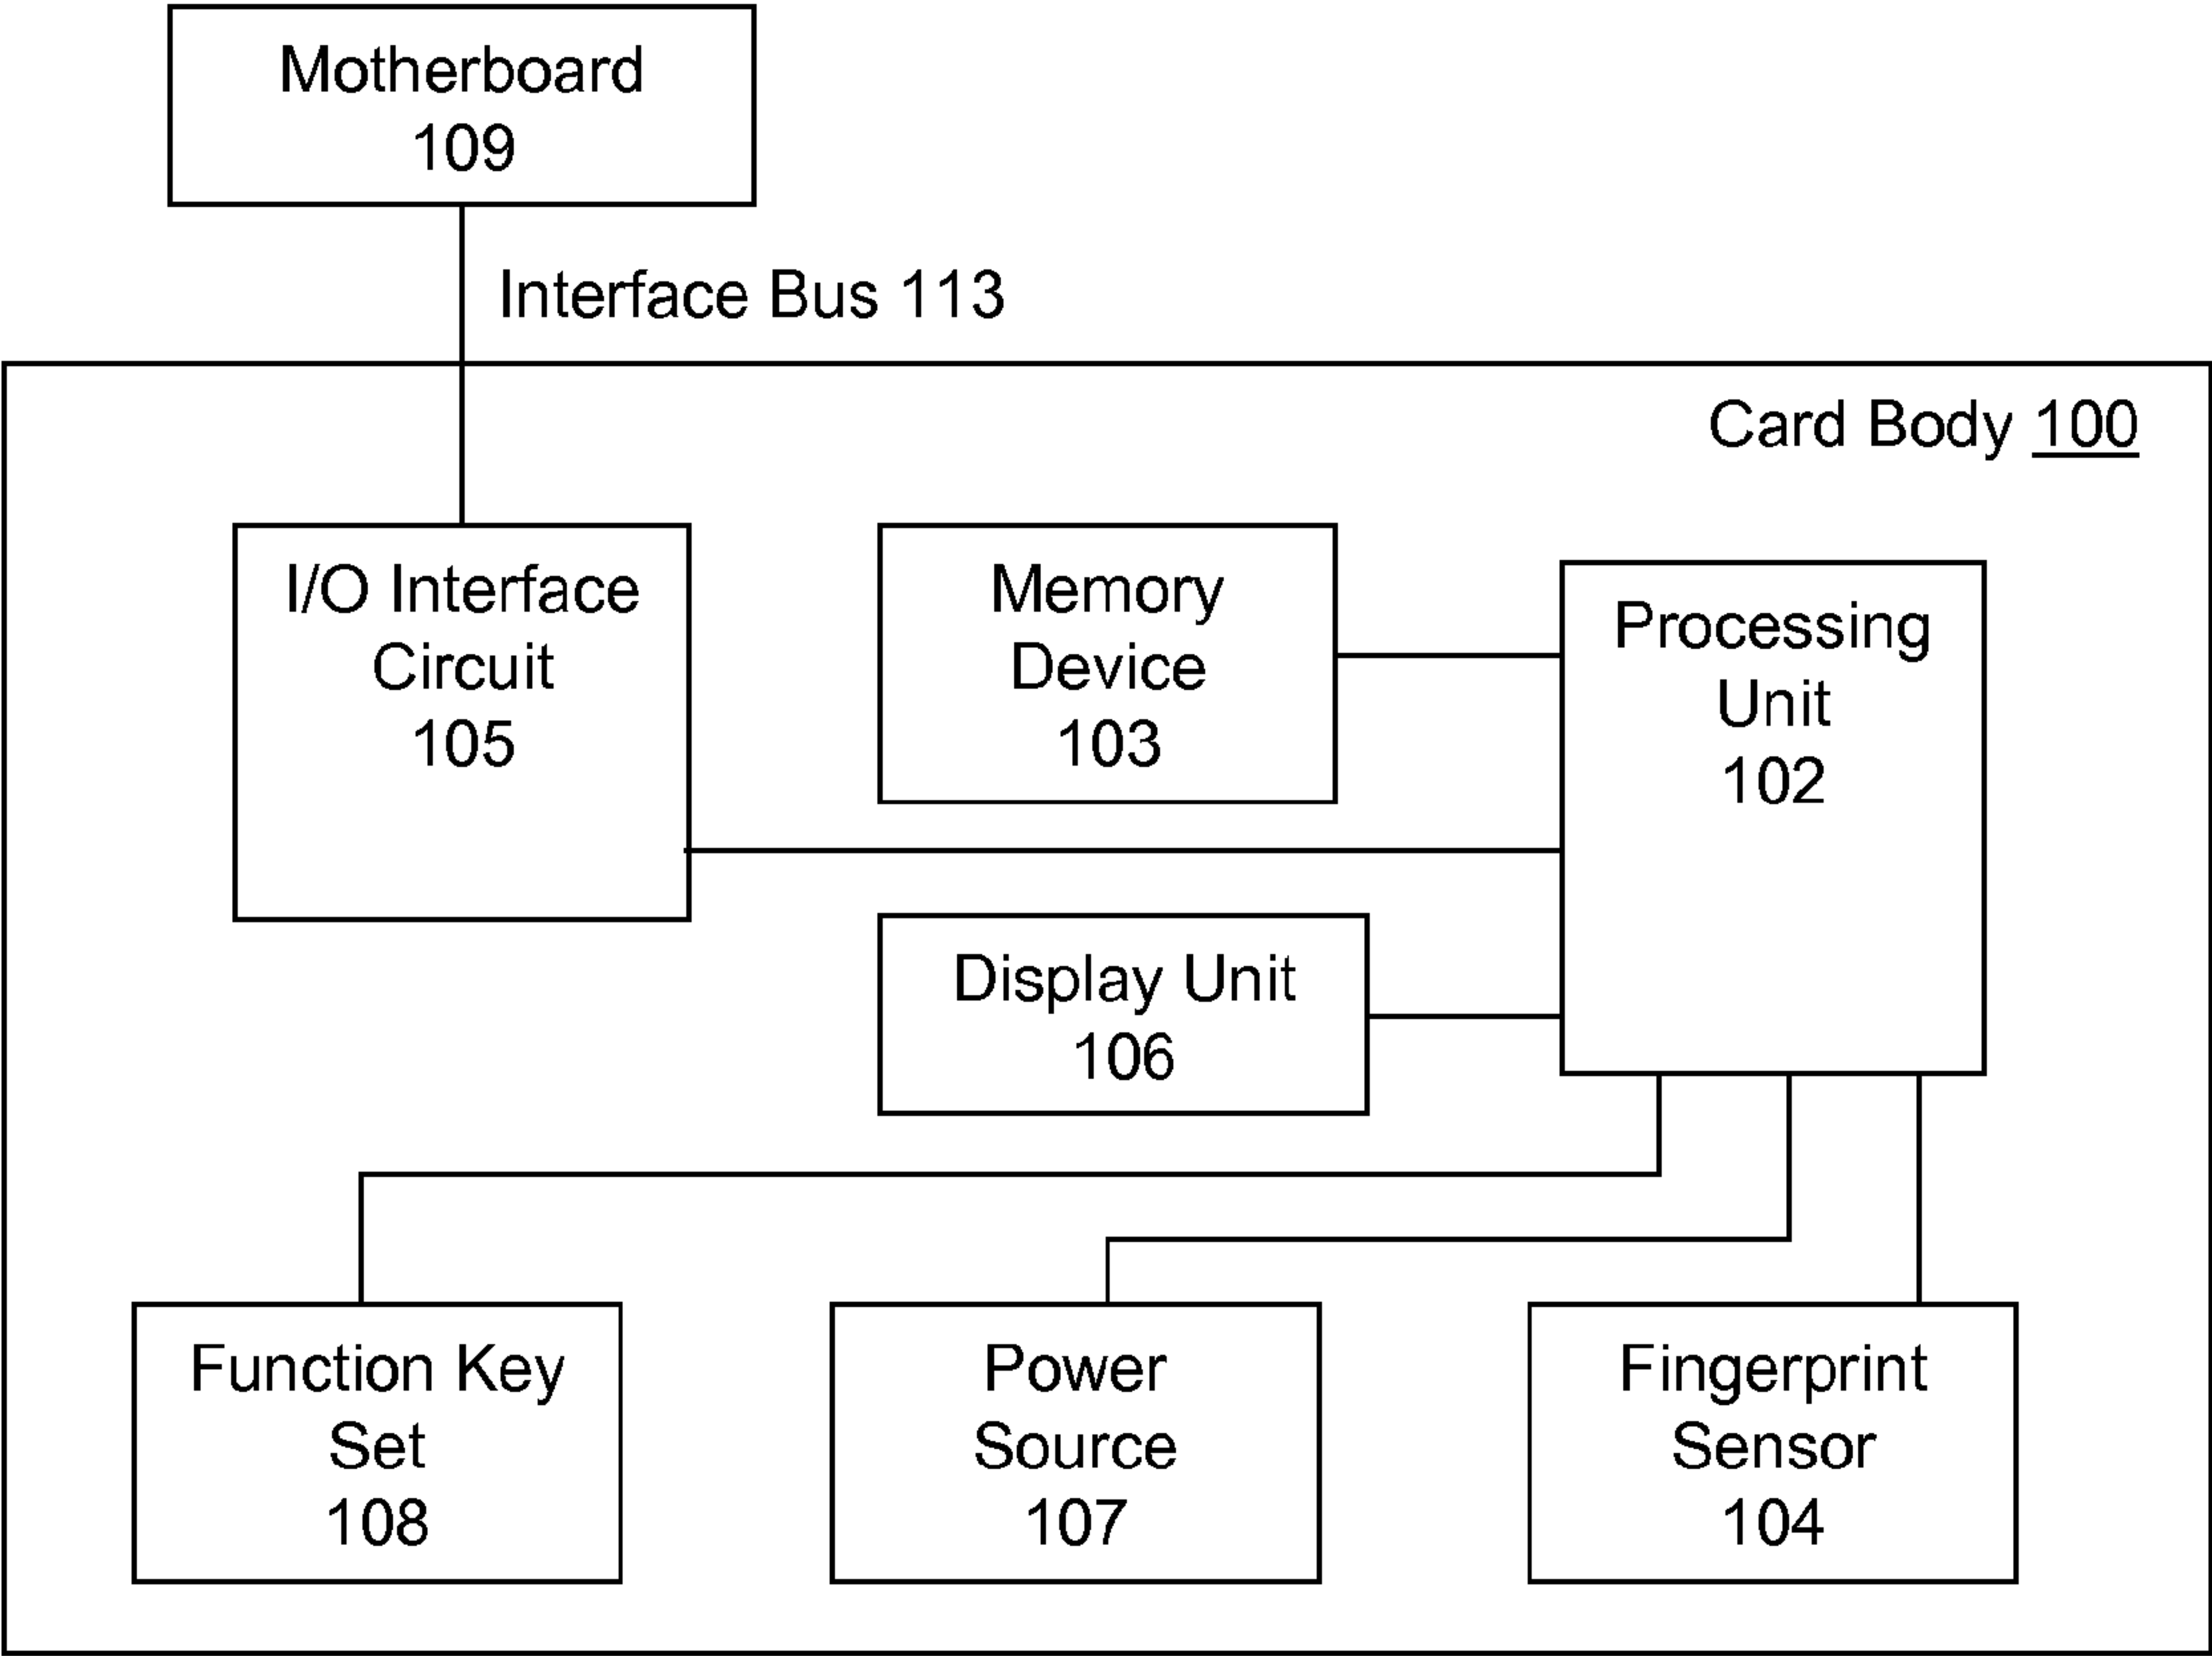 Motherboard
109
Interface Bus 113
Card Body 100
I/O Interface
Circuit
105
Memory
Device
103
Processing
Unit
102
Display Unit
106
Function Key
Set
108
Power
Source
107
Fingerprint
Sensor
104